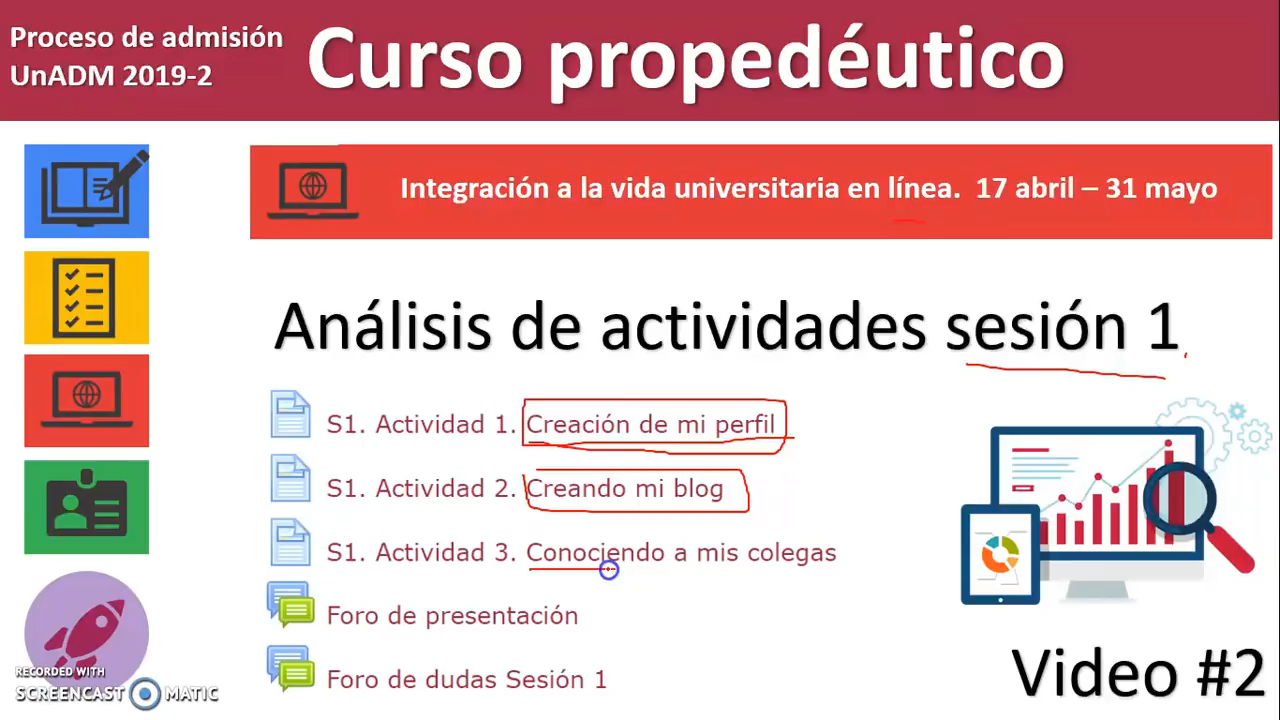 Proceso de admisión
UnADM 2019-2
Curso propedéutico
Integración a la vida universitaria en línea.  17 abril – 31 mayo
Análisis de actividades sesión 1
S1. Actividad 1. Creación de mi perfil
S1. Actividad 2. Creando mi blog
S1. Actividad 3. Conociendo a mis colegas
Foro de presentación
Foro de dudas Sesión 1
Video #2
RECORDED WITH
SCREENCAST MATIC